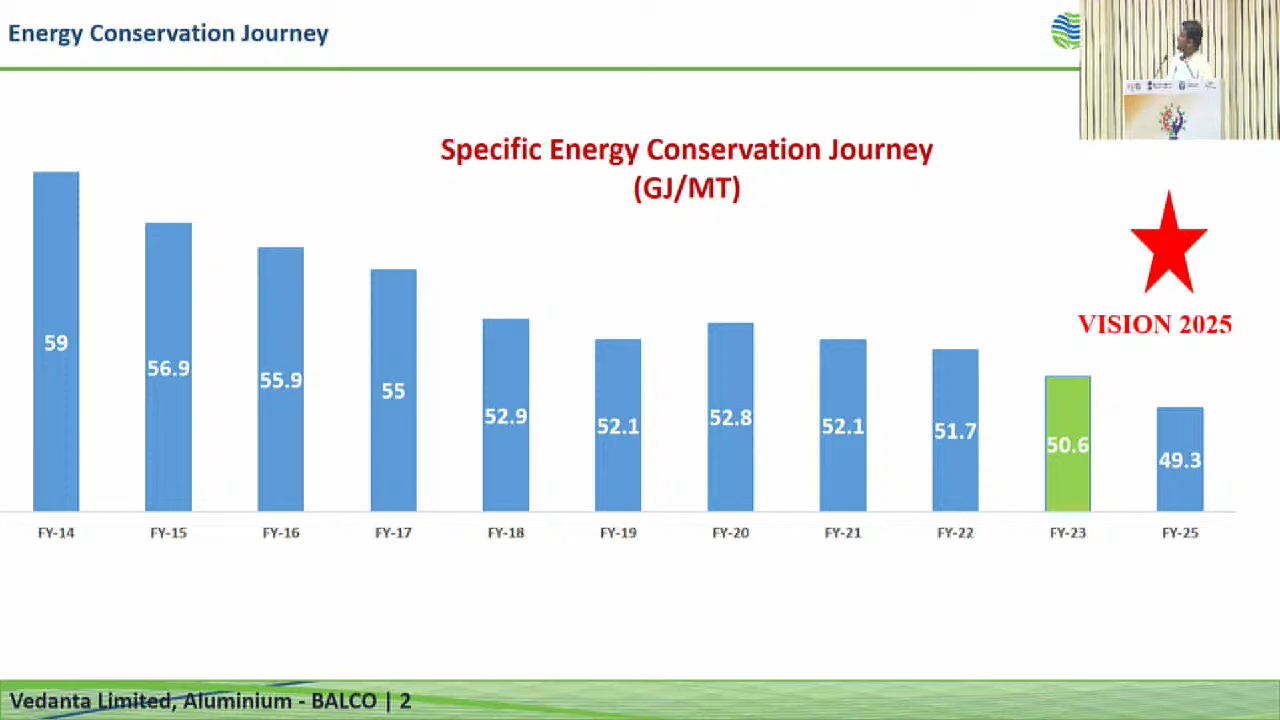 Energy Conservation Journey
Specific Energy Conservation Journey
(GJ/MT)
VISION 2025
59
56.9
55.9
55
52.9
52.1
52.8
52.1
51.7
50.6
49.3
FY-14
FY-15
FY-16
FY-17
FY-18
FY-19
FY-20
FY-21
FY-22
FY-23
FY-25
Vedanta Limited, Aluminium - BALCO | 2